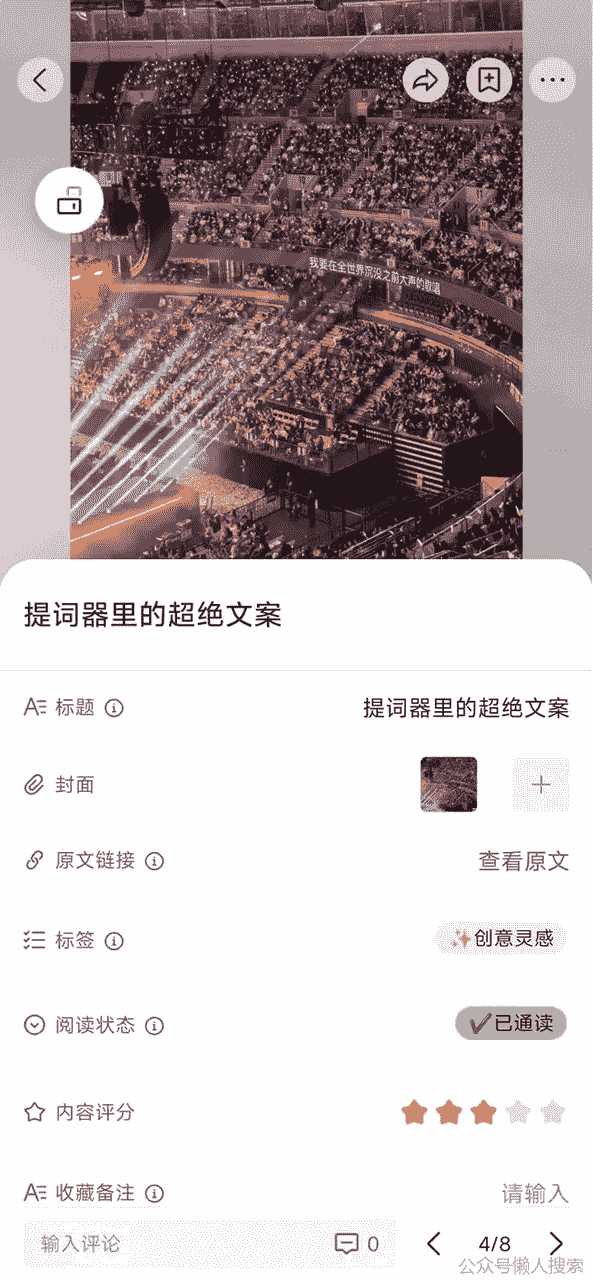 我要在全世界沉没之前大声的歌唱
提词器里的超绝文案
标题 提词器里的超绝文案
封面
原文链接 查看原文
标签 ✨创意灵感
阅读状态 ✔已通读
内容评分
收藏备注 请输入
输入评论 0 4/8
公众号懒人搜索